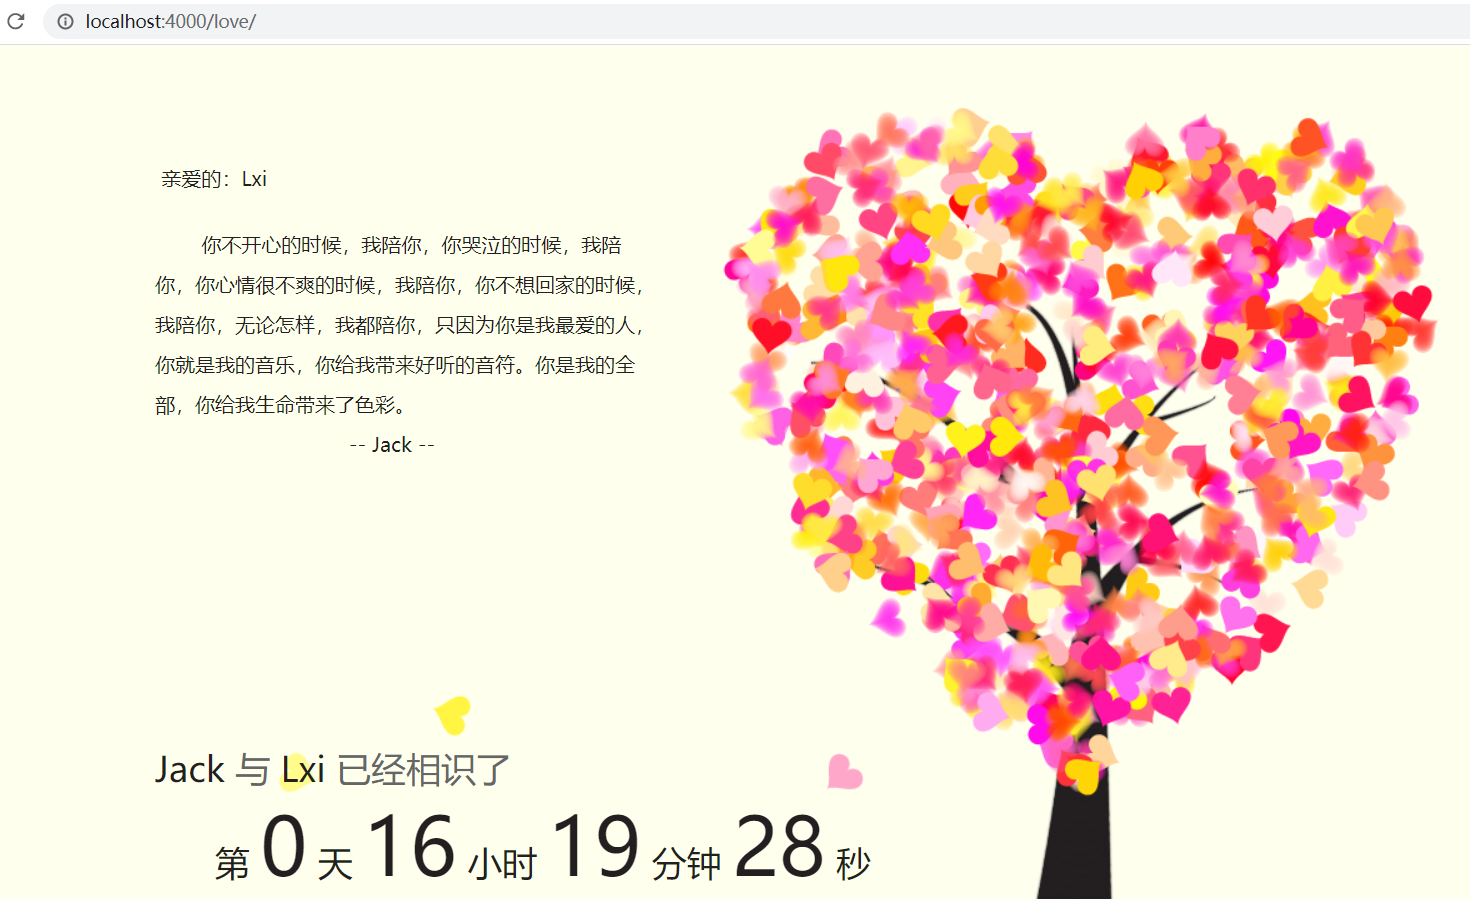 localhost:4000/love/
亲爱的：Lxi
你不开心的时候，我陪你，你哭泣的时候，我陪
你，你心情很不爽的时候，我陪你，你不想回家的时候，
我陪你，无论怎样，我都陪你，只因为你是我最爱的人，
你就是我的音乐，你给我带来好听的音符。你是我的全
部，你给我生命带来了色彩。
-- Jack --
Jack 与 Lxi 已经相识了
第 0 天 16 小时 19 分钟 28 秒